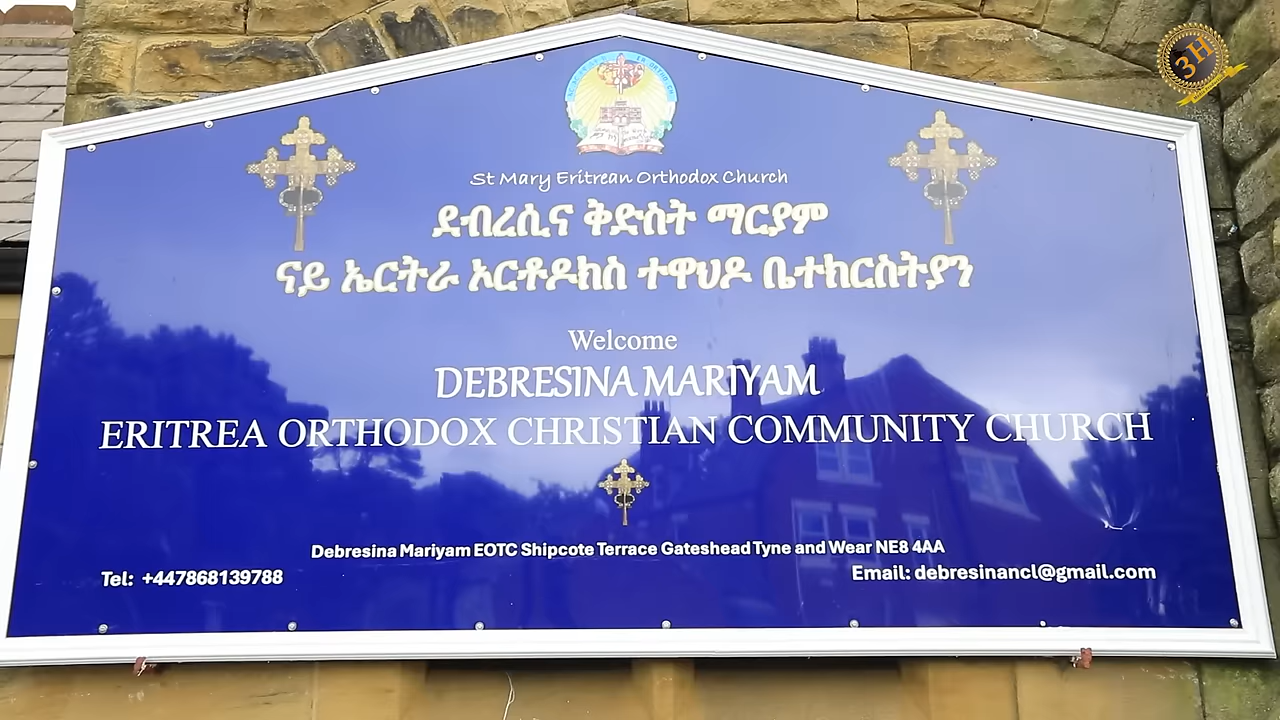 3H
St Mary Eritrean Orthodox Church
ደብረሲና ቅድስት ማርያም
ናይ ኤርትራ ኦርቶዶክስ ተዋህዶ ቤተክርስትያን
Welcome
DEBRESINA MARIYAM
ERITREA ORTHODOX CHRISTIAN COMMUNITY CHURCH
Debresina Mariyam EOTC Shipcote Terrace Gateshead Tyne and Wear NE8 4AA
Tel: +447868139788
Email: debresinancl@gmail.com